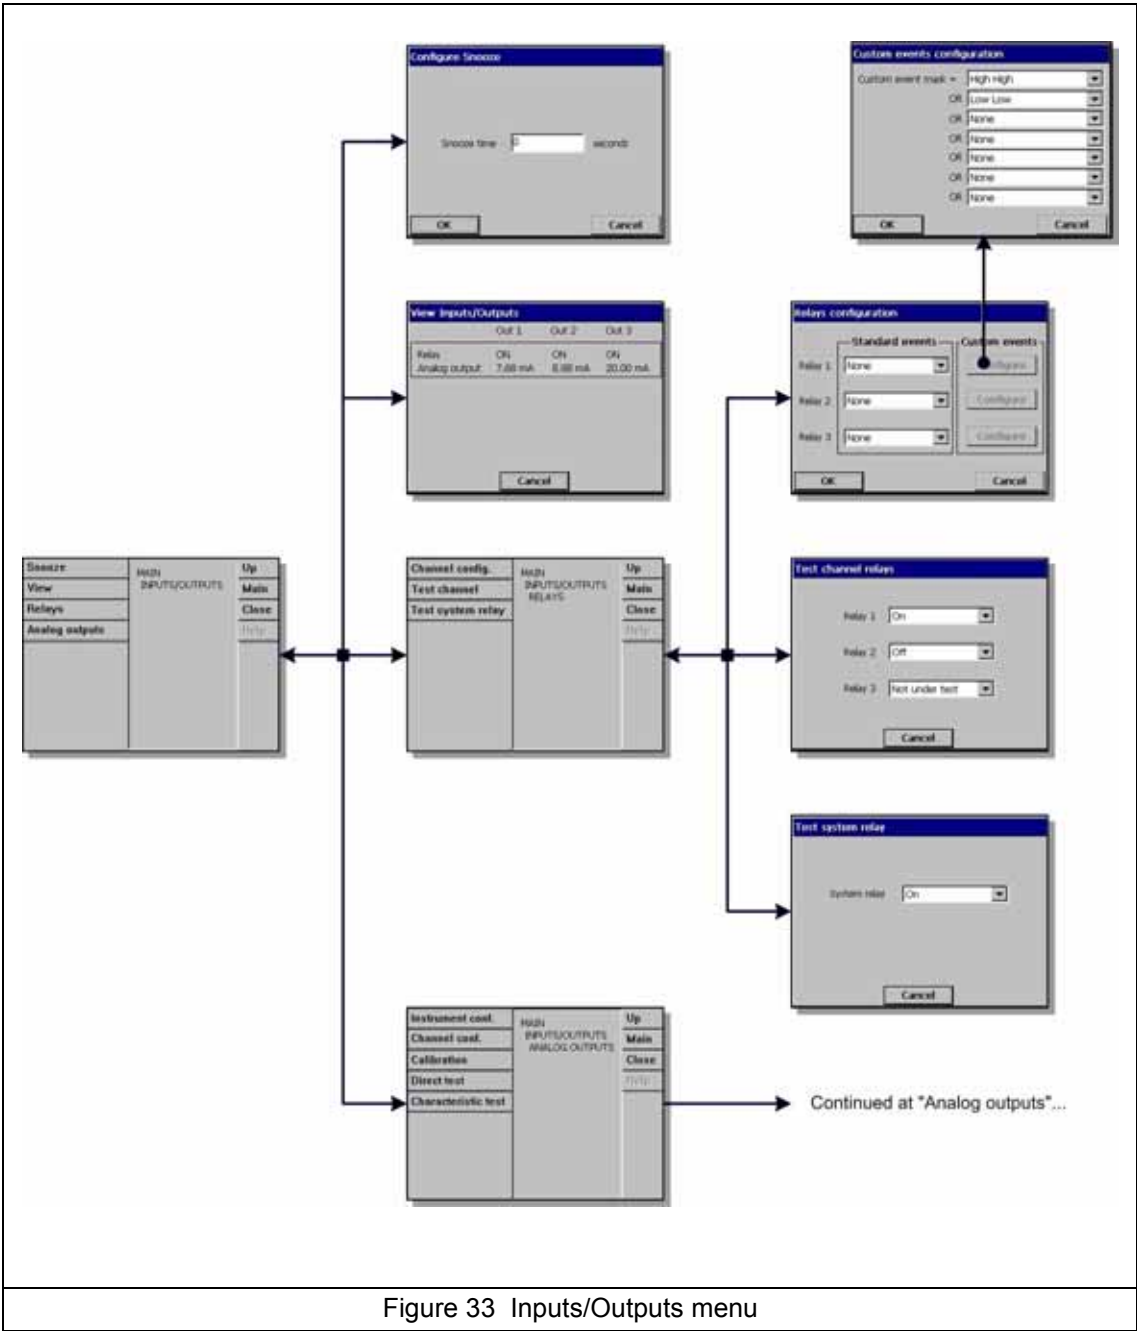 Configure Snooze
Snooze time 0 seconds
OK Cancel
Custom events configuration
Custom event mask = High High
OR Low Low
OR None
OR None
OR None
OR None
OR None
OK Cancel
View Inputs/Outputs
Out 1 Out 2 Out 3
Relay ON ON ON
Analog output 7.88 mA 8.88 mA 20.00 mA
Cancel
Relays configuration
Standard events Custom events
Relay 1 None Configure
Relay 2 None Configure
Relay 3 None Configure
OK Cancel
Snooze
View
Relays
Analog outputs
MAIN
INPUTS/OUTPUTS
Up
Main
Close
Help
Channel config.
Test channel
Test system relay
MAIN
INPUTS/OUTPUTS
RELAYS
Up
Main
Close
Help
Test channel relays
Relay 1 On
Relay 2 Off
Relay 3 Not under test
Cancel
Test system relay
System relay On
Cancel
Instrument conf.
Channel conf.
Calibration
Direct test
Characteristic test
MAIN
INPUTS/OUTPUTS
ANALOG OUTPUTS
Up
Main
Close
Help
Continued at "Analog outputs"...
Figure 33 Inputs/Outputs menu